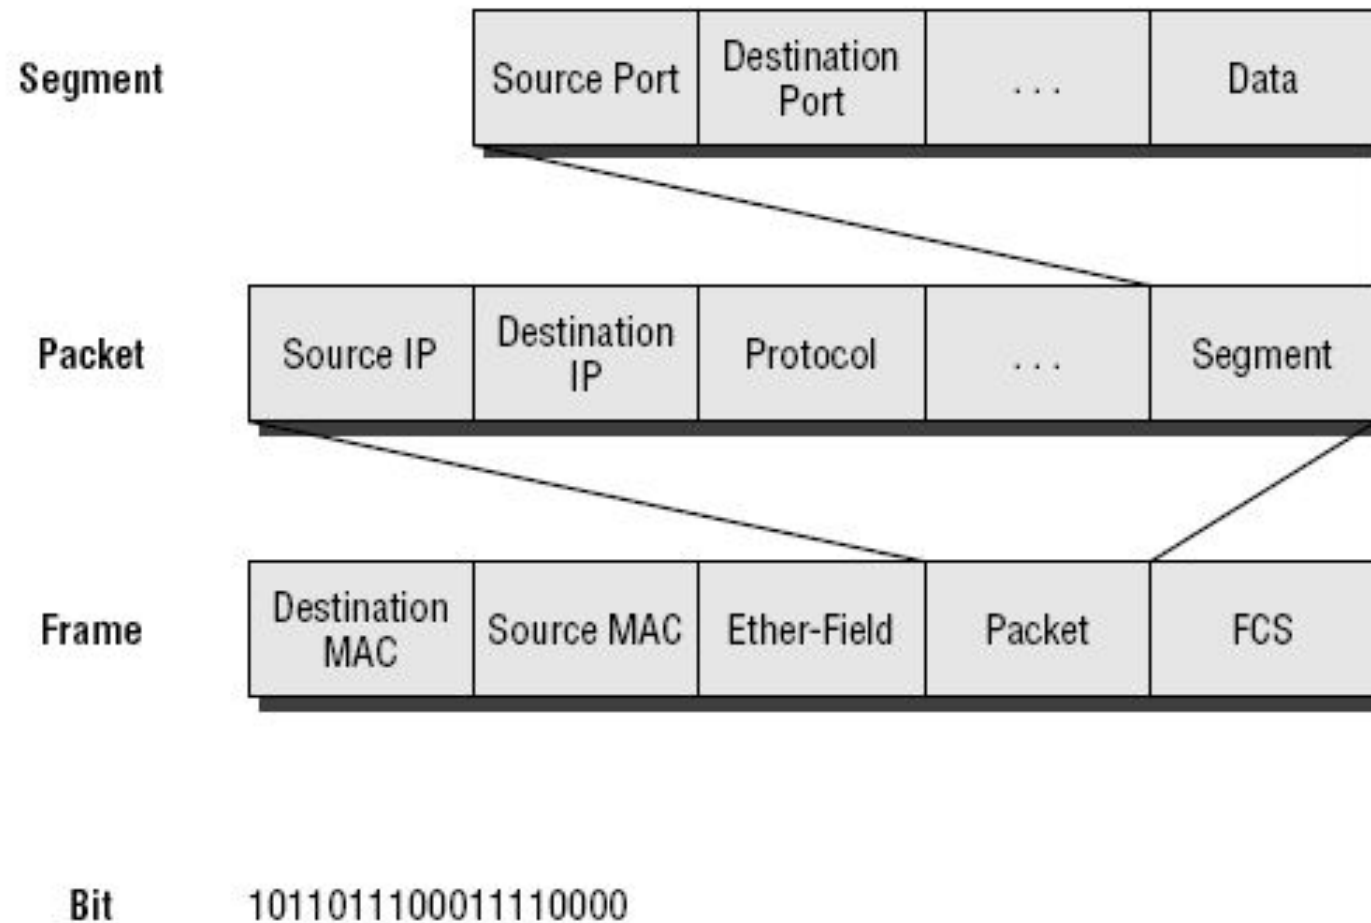 Segment
Source Port
Destination
Port
. . .
Data
Packet
Source IP
Destination
IP
Protocol
. . .
Segment
Frame
Destination
MAC
Source MAC
Ether-Field
Packet
FCS
Bit
1011011100011110000